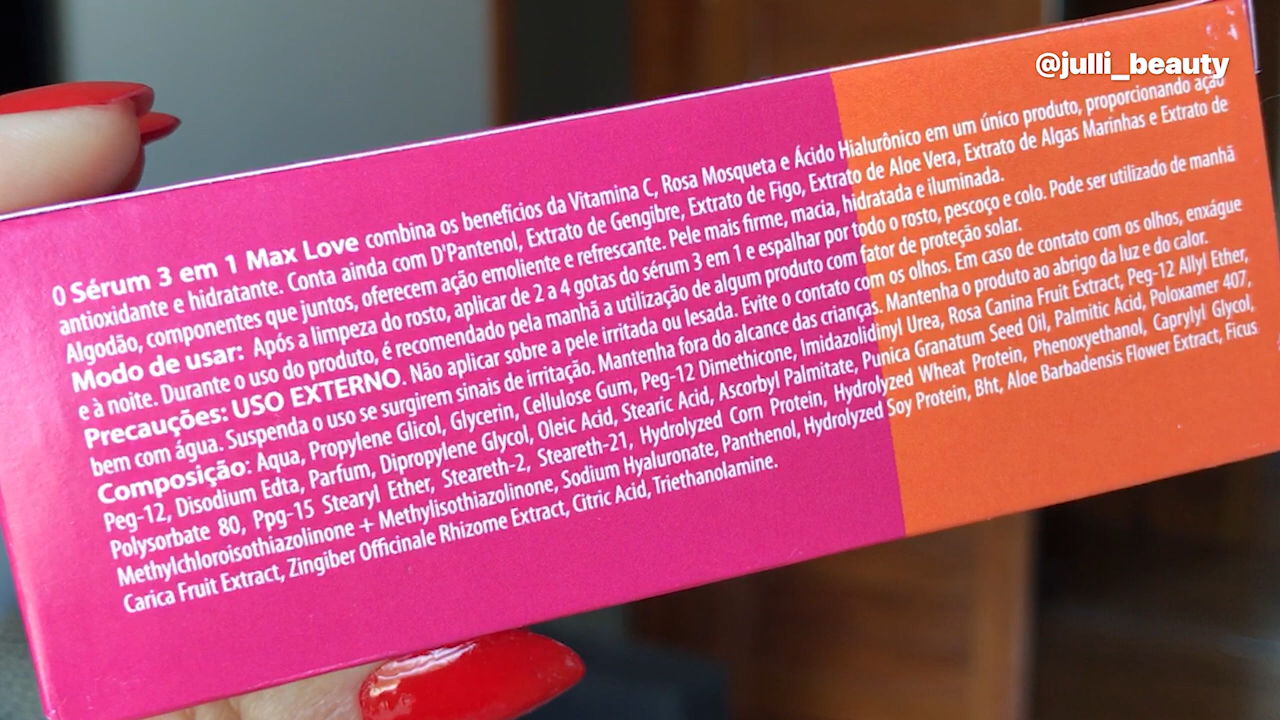 @julli_beauty
O Sérum 3 em 1 Max Love combina os benefícios da Vitamina C, Rosa Mosqueta e Ácido Hialurônico em um único produto, proporcionando ação
antioxidante e hidratante. Conta ainda com D'Pantenol, Extrato de Gengibre, Extrato de Figo, Extrato de Aloe Vera, Extrato de Algas Marinhas e Extrato de
Algodão, componentes que juntos, oferecem ação emoliente e refrescante. Pele mais firme, macia, hidratada e iluminada.
Modo de usar: Após a limpeza do rosto, aplicar de 2 a 4 gotas do sérum 3 em 1 e espalhar por todo o rosto, pescoço e colo. Pode ser utilizado de manhã
e à noite. Durante o uso do produto, é recomendado pela manhã a utilização de algum produto com fator de proteção solar.
Precauções: USO EXTERNO. Não aplicar sobre a pele irritada ou lesada. Evite o contato com os olhos. Em caso de contato com os olhos, enxágue
bem com água. Suspenda o uso se surgirem sinais de irritação. Mantenha fora do alcance das crianças. Mantenha o produto ao abrigo da luz e do calor.
Composição: Aqua, Propylene Glicol, Glycerin, Cellulose Gum, Peg-12 Dimethicone, Imidazolidinyl Urea, Rosa Canina Fruit Extract, Peg-12 Allyl Ether,
Peg-12, Disodium Edta, Parfum, Dipropylene Glycol, Oleic Acid, Stearic Acid, Ascorbyl Palmitate, Punica Granatum Seed Oil, Palmitic Acid, Poloxamer 407,
Polysorbate 80, Ppg-15 Stearyl Ether, Steareth-2, Steareth-21, Hydrolyzed Corn Protein, Hydrolyzed Wheat Protein, Phenoxyethanol, Caprylyl Glycol,
Methylchloroisothiazolinone + Methylisothiazolinone, Sodium Hyaluronate, Panthenol, Hydrolyzed Soy Protein, Bht, Aloe Barbadensis Flower Extract, Ficus
Carica Fruit Extract, Zingiber Officinale Rhizome Extract, Citric Acid, Triethanolamine.